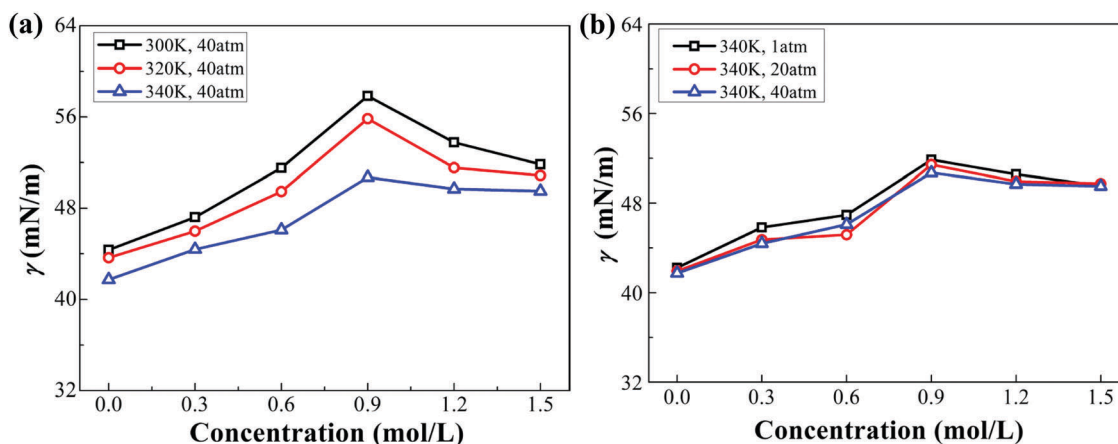 (a)
64
56
48
40
32
γ (mN/m)
300K, 40atm
320K, 40atm
340K, 40atm
0.0 0.3 0.6 0.9 1.2 1.5
Concentration (mol/L)
(b)
64
56
48
40
32
γ (mN/m)
340K, 1atm
340K, 20atm
340K, 40atm
0.0 0.3 0.6 0.9 1.2 1.5
Concentration (mol/L)